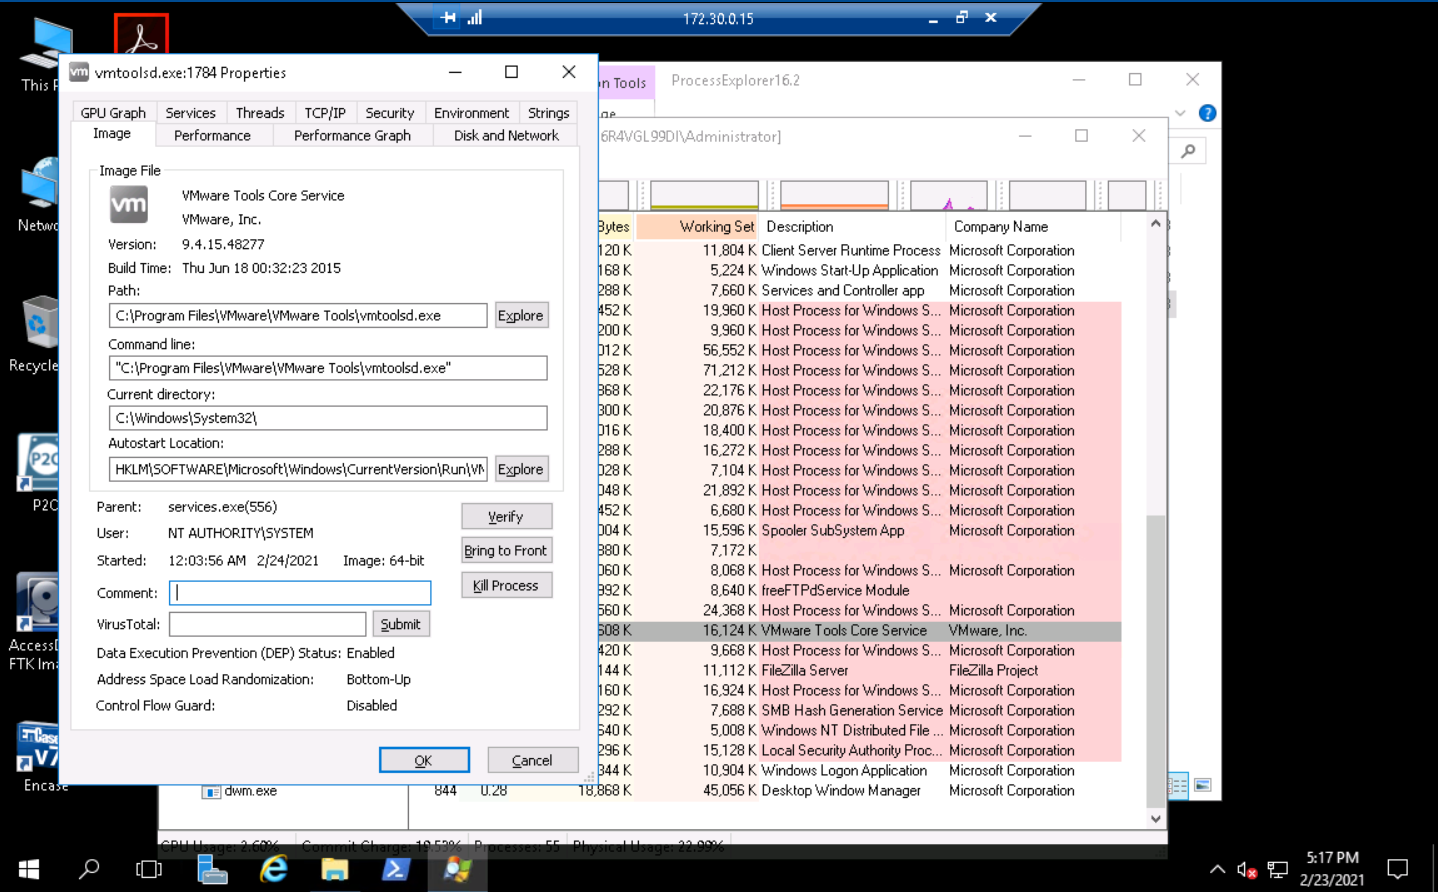 172.30.0.15
This
vmtoolsd.exe:1784 Properties
on Tools
ProcessExplorer16.2
GPU Graph
Services
Threads
TCP/IP
Security
Environment
Strings
Image
Performance
Performance Graph
Disk and Network
6R4VGL99DI\Administrator]
Image File
vm
VMware Tools Core Service
VMware, Inc.
Version: 9.4.15.48277
Build Time: Thu Jun 18 00:32:23 2015
Path:
C:\Program Files\VMware\VMware Tools\vmtoolsd.exe
Explore
Command line:
"C:\Program Files\VMware\VMware Tools\vmtoolsd.exe"
Current directory:
C:\Windows\System32\
Autostart Location:
HKLM\SOFTWARE\Microsoft\Windows\CurrentVersion\Run\VM
Explore
Parent: services.exe(556)
User: NT AUTHORITY\SYSTEM
Started: 12:03:56 AM 2/24/2021 Image: 64-bit
Verify
Bring to Front
Kill Process
Comment:
VirusTotal:
Submit
Data Execution Prevention (DEP) Status: Enabled
Address Space Load Randomization: Bottom-Up
Control Flow Guard: Disabled
OK
Cancel
Bytes Working Set Description Company Name
120 K 11,804 K Client Server Runtime Process Microsoft Corporation
168 K 5,224 K Windows Start-Up Application Microsoft Corporation
288 K 7,660 K Services and Controller app Microsoft Corporation
452 K 19,960 K Host Process for Windows S... Microsoft Corporation
200 K 9,960 K Host Process for Windows S... Microsoft Corporation
012 K 56,552 K Host Process for Windows S... Microsoft Corporation
528 K 71,212 K Host Process for Windows S... Microsoft Corporation
368 K 22,176 K Host Process for Windows S... Microsoft Corporation
300 K 20,876 K Host Process for Windows S... Microsoft Corporation
016 K 18,400 K Host Process for Windows S... Microsoft Corporation
288 K 16,272 K Host Process for Windows S... Microsoft Corporation
028 K 7,104 K Host Process for Windows S... Microsoft Corporation
048 K 21,892 K Host Process for Windows S... Microsoft Corporation
452 K 6,680 K Host Process for Windows S... Microsoft Corporation
004 K 15,596 K Spooler SubSystem App Microsoft Corporation
380 K 7,172 K
060 K 8,068 K Host Process for Windows S... Microsoft Corporation
992 K 8,640 K freeFTPdService Module
560 K 24,368 K Host Process for Windows S... Microsoft Corporation
608 K 16,124 K VMware Tools Core Service VMware, Inc.
420 K 9,668 K Host Process for Windows S... Microsoft Corporation
144 K 11,112 K FileZilla Server FileZilla Project
160 K 16,924 K Host Process for Windows S... Microsoft Corporation
292 K 7,688 K SMB Hash Generation Service Microsoft Corporation
640 K 5,008 K Windows NT Distributed File ... Microsoft Corporation
296 K 15,128 K Local Security Authority Proc... Microsoft Corporation
344 K 10,904 K Windows Logon Application Microsoft Corporation
dwm.exe 844 0.28 18,868 K 45,056 K Desktop Window Manager Microsoft Corporation
CPU Usage: 2.60% Commit Charge: 19.53% Processes: 55 Physical Usage: 22.99%
Netwo
Recycle
P2C
P2C
AccessD
FTK Ima
EnCase
v7
Encase
5:17 PM
2/23/2021